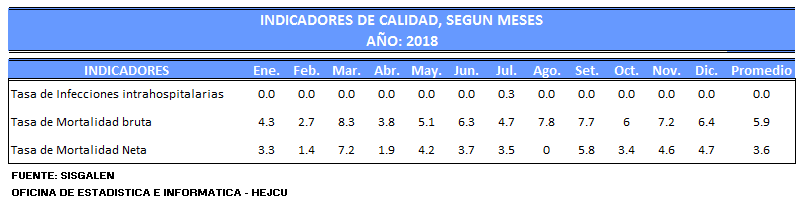 INDICADORES DE CALIDAD, SEGUN MESES
AÑO: 2018
INDICADORES Ene. Feb. Mar. Abr. May. Jun. Jul. Ago. Set. Oct. Nov. Dic. Promedio
Tasa de Infecciones intrahospitalarias 0.0 0.0 0.0 0.0 0.0 0.0 0.3 0.0 0.0 0.0 0.0 0.0 0.0
Tasa de Mortalidad bruta 4.3 2.7 8.3 3.8 5.1 6.3 4.7 7.8 7.7 6 7.2 6.4 5.9
Tasa de Mortalidad Neta 3.3 1.4 7.2 1.9 4.2 3.7 3.5 0 5.8 3.4 4.6 4.7 3.6
FUENTE: SISGALEN
OFICINA DE ESTADISTICA E INFORMATICA - HEJCU